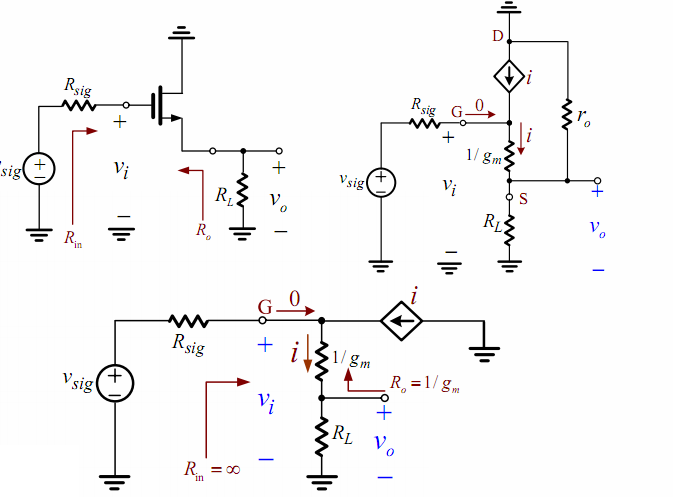 R_sig
+
v_i
−
sig
+
−
R_in
R_o
R_L
+
v_o
−
D
i
r_o
R_sig
G 0
+
i
1/g_m
v_sig
+
−
v_i
−
S
R_L
+
v_o
−
G 0
i
R_sig
+
i
1/g_m
v_sig
+
−
v_i
R_o = 1/g_m
−
R_in = ∞
R_L
+
v_o
−